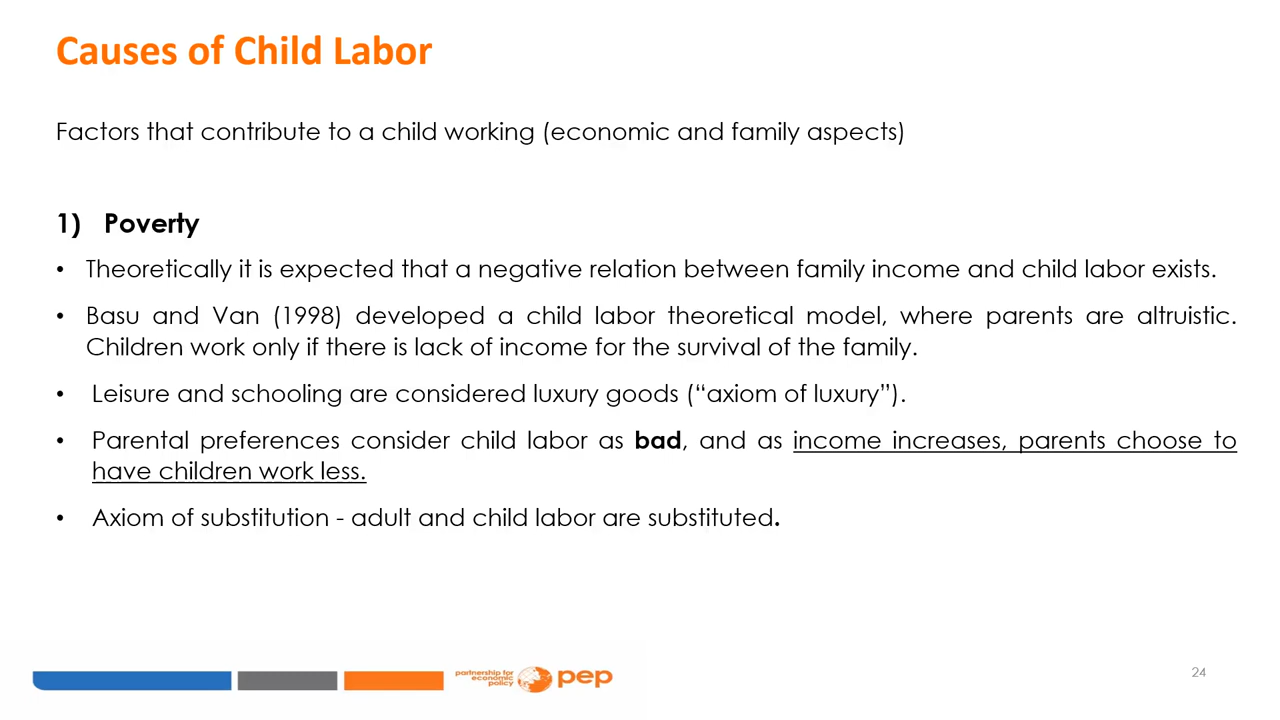 Causes of Child Labor
Factors that contribute to a child working (economic and family aspects)
1) Poverty
• Theoretically it is expected that a negative relation between family income and child labor exists.
• Basu and Van (1998) developed a child labor theoretical model, where parents are altruistic.
Children work only if there is lack of income for the survival of the family.
• Leisure and schooling are considered luxury goods (“axiom of luxury”).
• Parental preferences consider child labor as bad, and as income increases, parents choose to
have children work less.
• Axiom of substitution - adult and child labor are substituted.
partnership for
economic
policy
pep
24